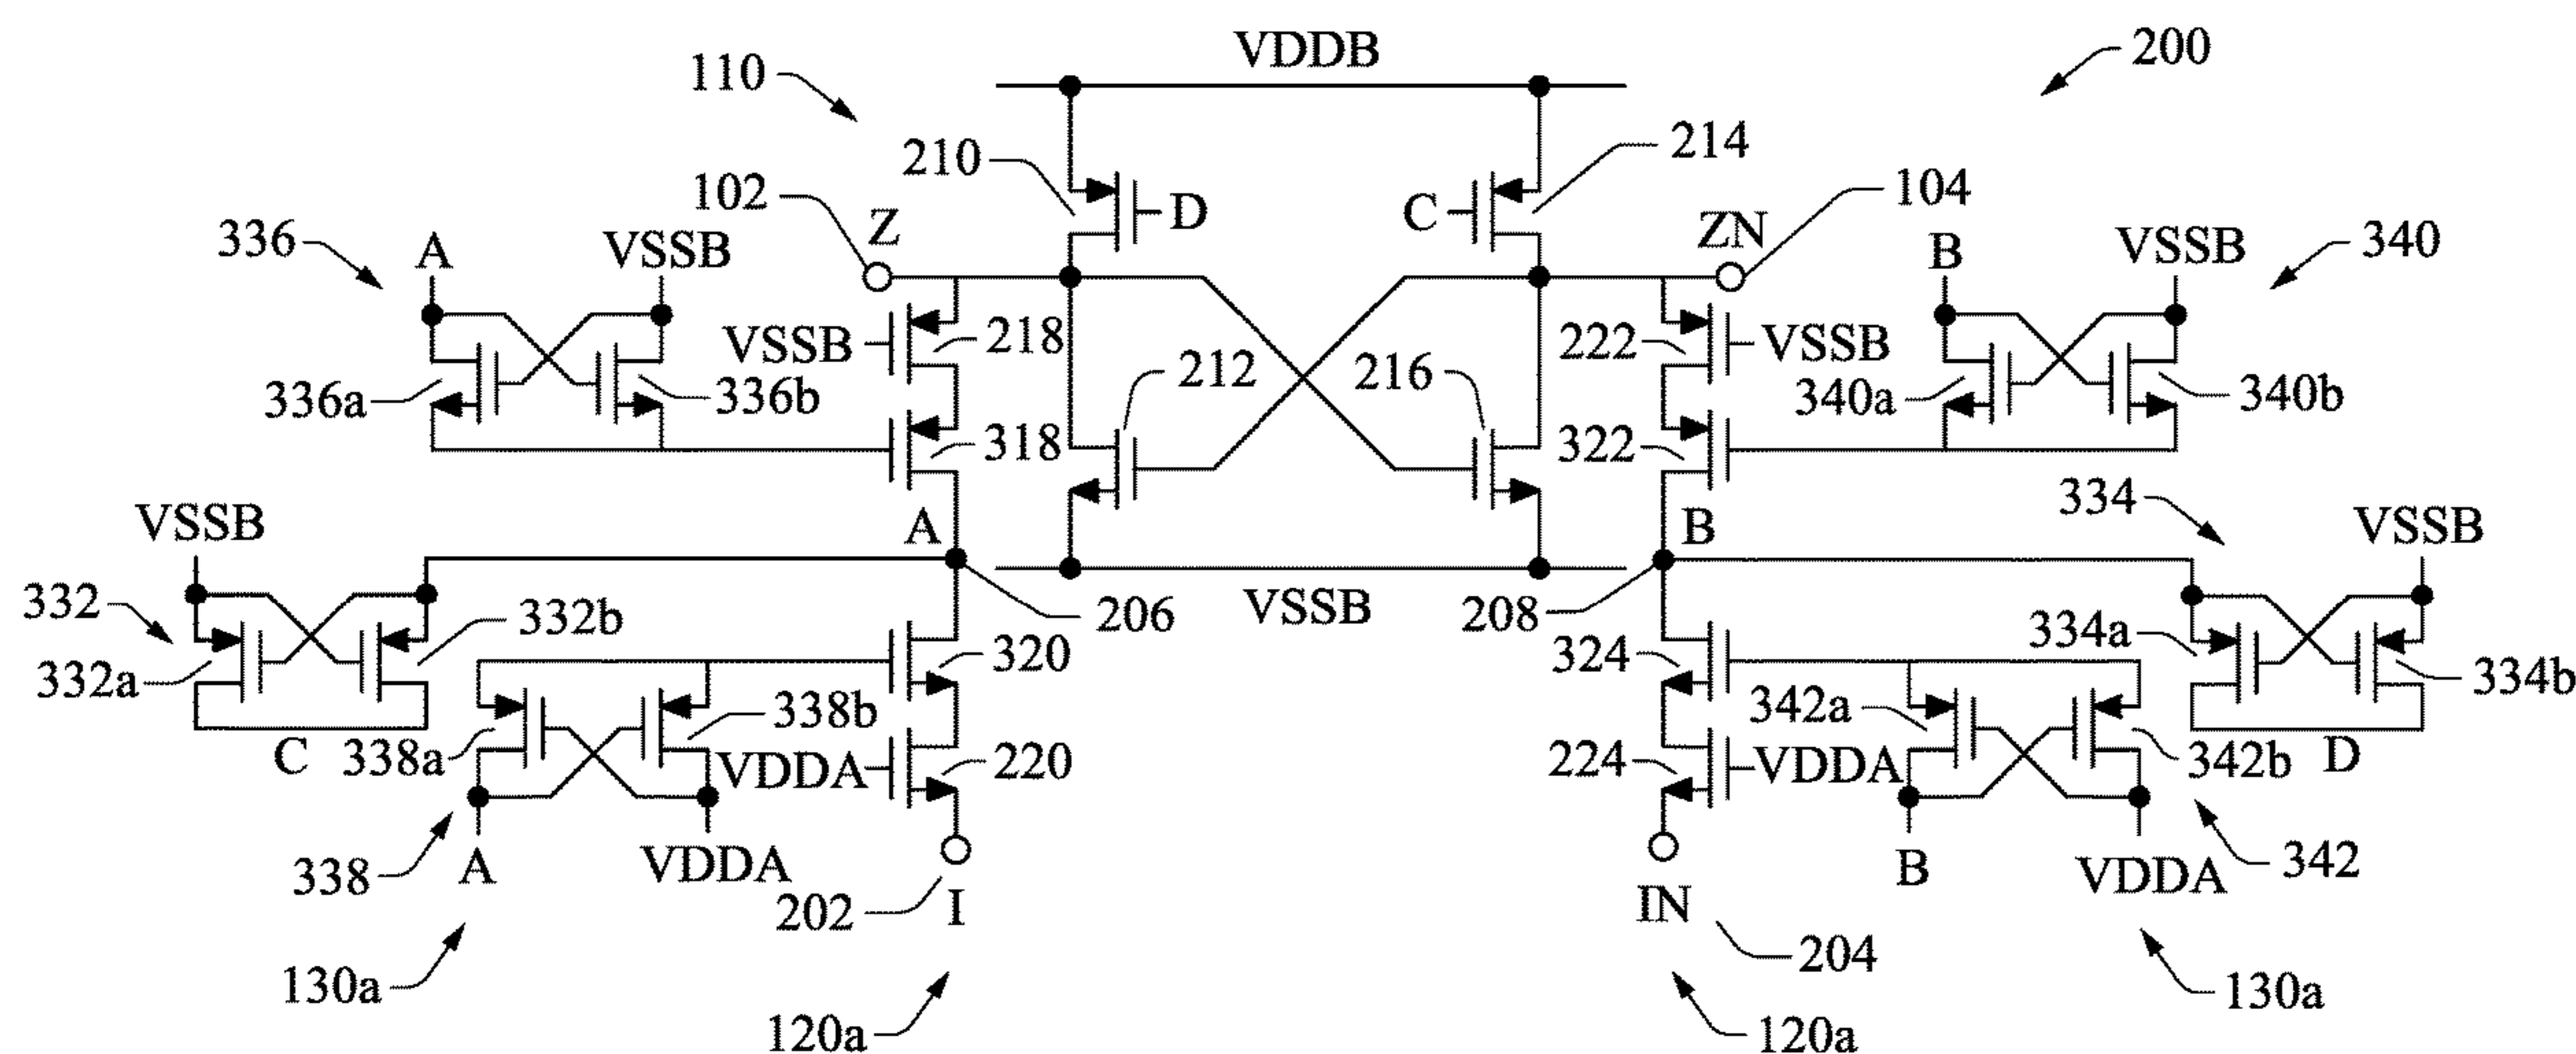 VDDB
200
110
210
214
D
C
102
104
Z
ZN
336
A
VSSB
B
VSSB
340
VSSB
218
222
VSSB
212
216
336a
336b
340a
340b
318
322
334
VSSB
A
B
VSSB
332
332b
206
VSSB
208
334a
332a
320
324
334b
338b
342a
C
338a
VDDA
220
224
VDDA
342b
D
338
A
VDDA
202
I
IN
B
VDDA
342
204
130a
130a
120a
120a